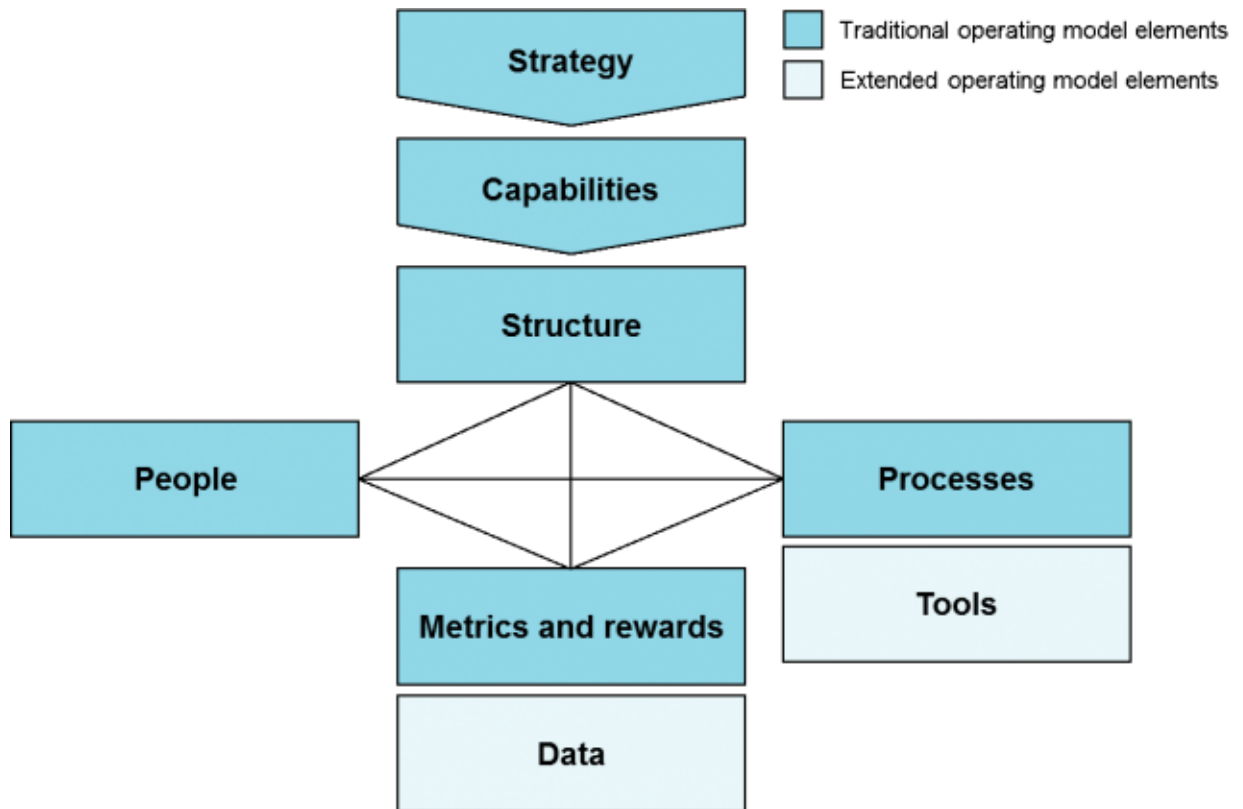 Strategy
Traditional operating model elements
Extended operating model elements
Capabilities
Structure
People
Processes
Metrics and rewards
Tools
Data